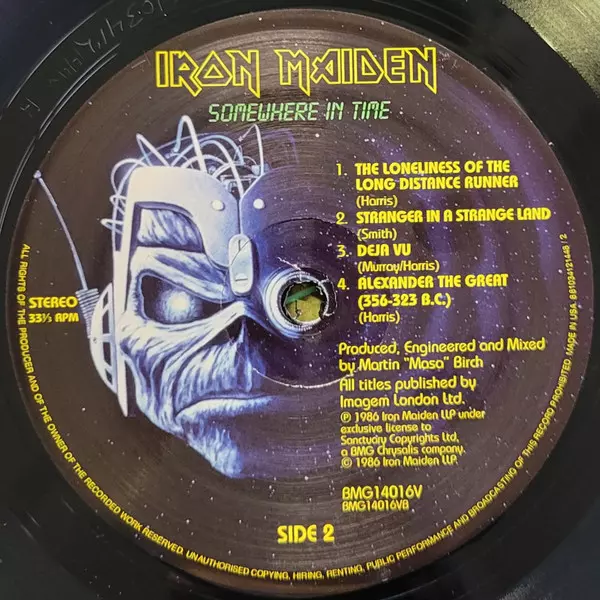 IRON MAIDEN
SOMEWHERE IN TIME
1. THE LONELINESS OF THE
LONG DISTANCE RUNNER
(Harris)
2. STRANGER IN A STRANGE LAND
(Smith)
3. DEJA VU
(Murray/Harris)
4. ALEXANDER THE GREAT
(356-323 B.C.)
(Harris)
STEREO
33⅓ RPM
Produced, Engineered and Mixed
by Martin "Masa" Birch
All titles published by
Imagem London Ltd.
℗ 1986 Iron Maiden LLP under
exclusive license to
Sanctudry Copyrights Ltd,
a BMG Chrysalis company.
© 1986 Iron Maiden LLP.
BMG14016V
BMG14016VB
SIDE 2
ALL RIGHTS OF THE PRODUCER AND OF THE OWNER OF THE RECORDED WORK RESERVED. UNAUTHORISED COPYING, HIRING, RENTING, PUBLIC PERFORMANCE AND BROADCASTING OF THIS RECORD PROHIBITED. MADE IN USA.